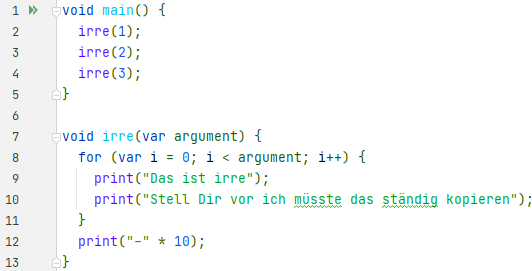 1 void main() {
2 irre(1);
3 irre(2);
4 irre(3);
5 }
6
7 void irre(var argument) {
8 for (var i = 0; i < argument; i++) {
9 print("Das ist irre");
10 print("Stell Dir vor ich müsste das ständig kopieren");
11 }
12 print("-" * 10);
13 }